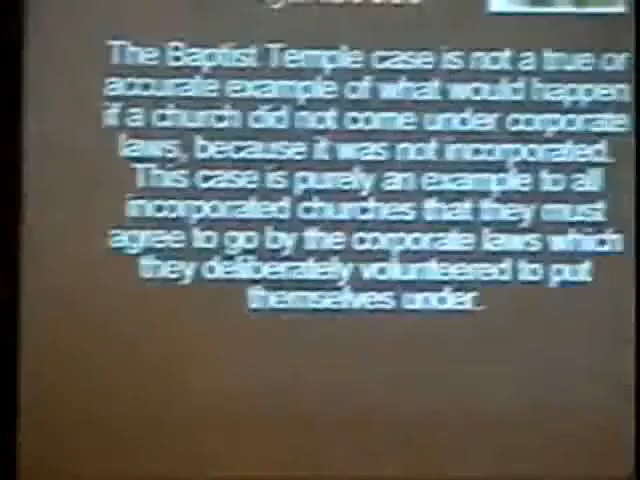 The Baptist Temple case is not a true or
accurate example of what would happen
if a church did not come under corporate
laws, because it was not incorporated.
This case is purely an example to all
incorporated churches that they must
agree to go by the corporate laws which
they deliberately volunteered to put
themselves under.